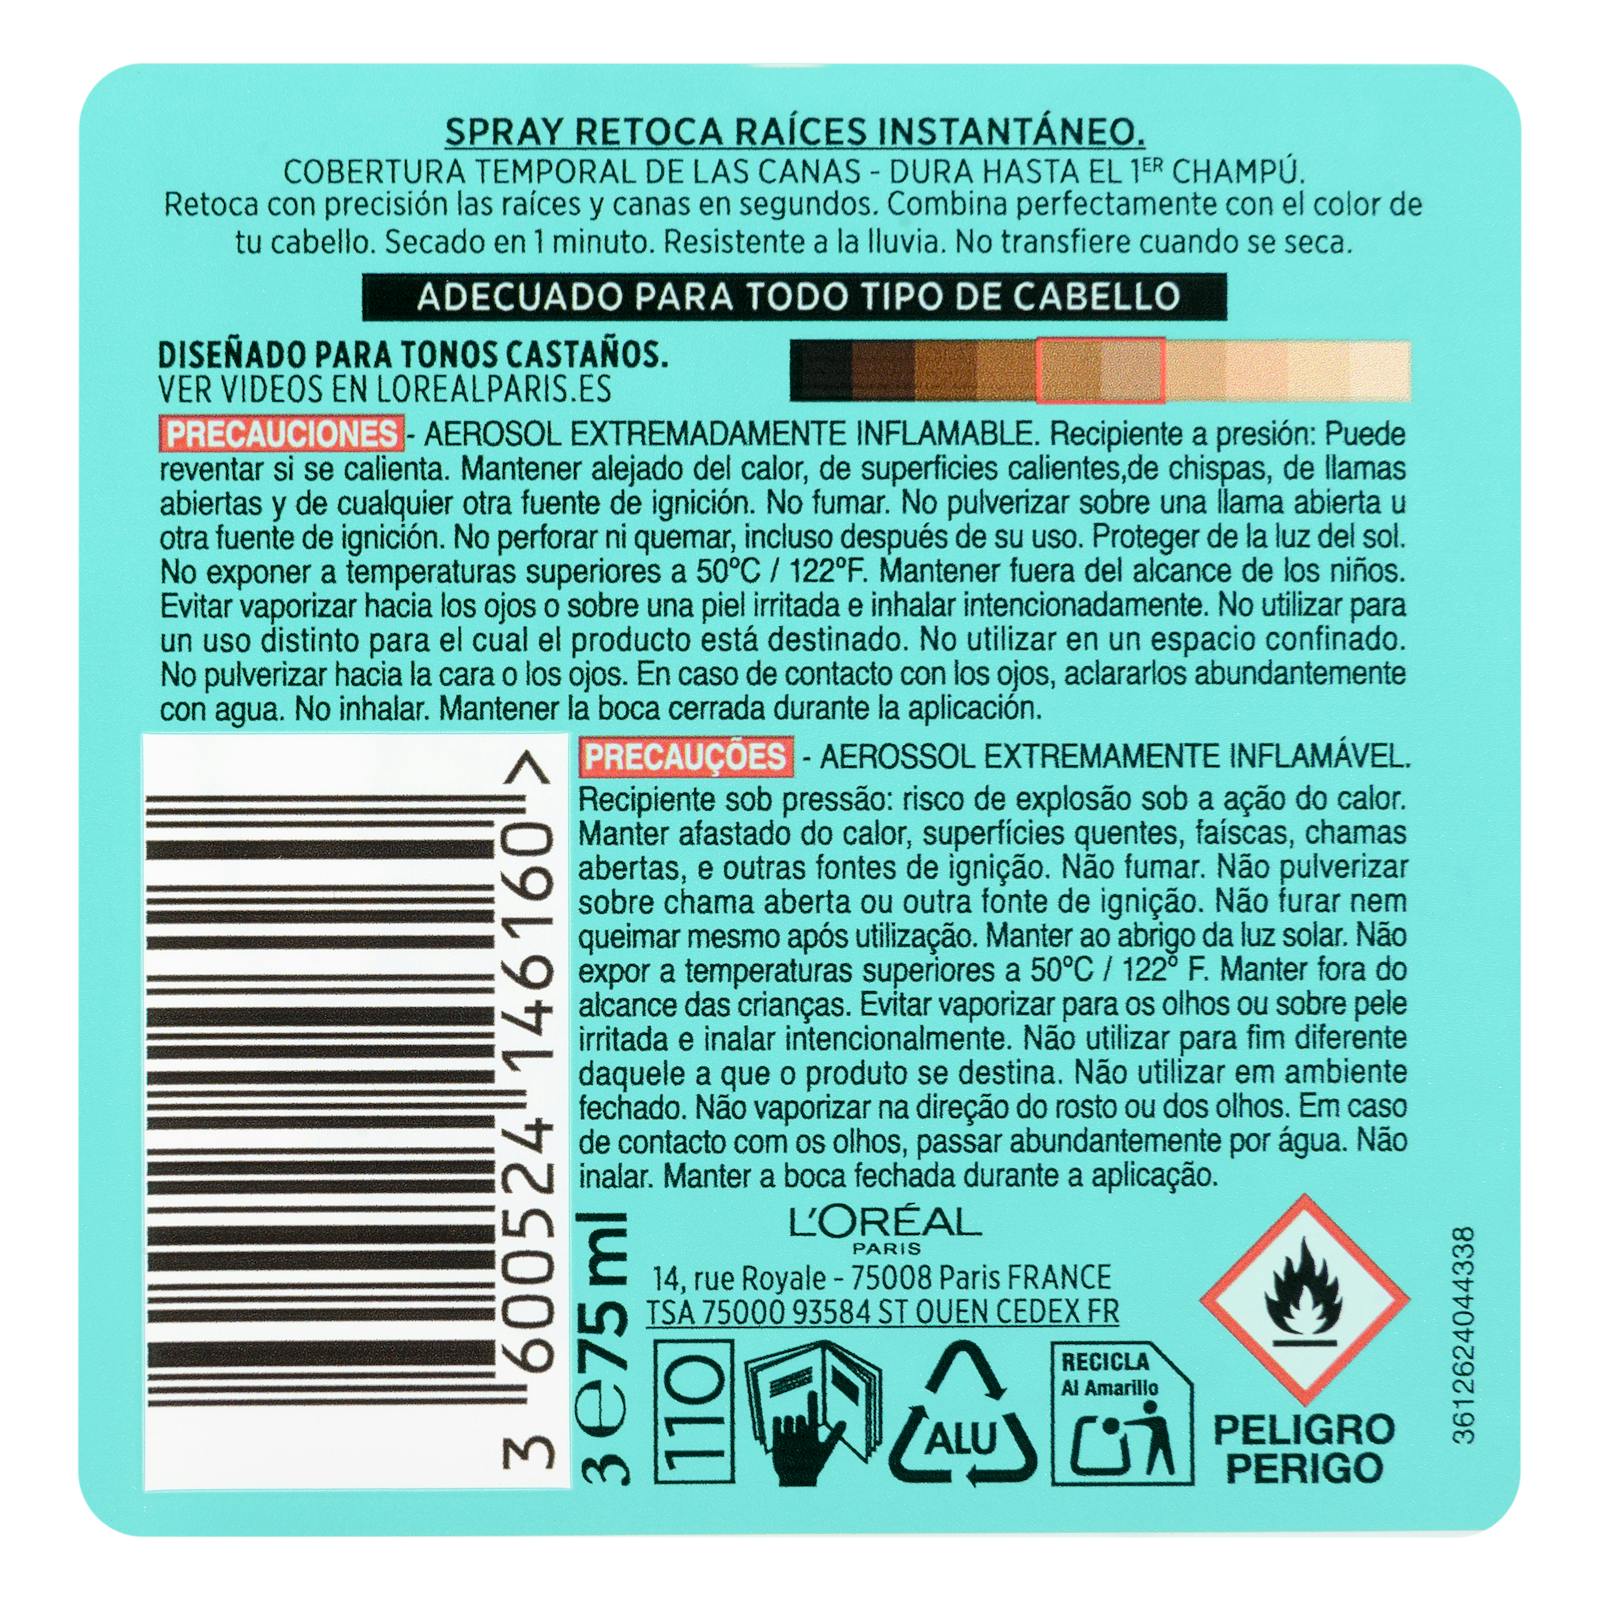 SPRAY RETOCA RAÍCES INSTANTÁNEO.
COBERTURA TEMPORAL DE LAS CANAS - DURA HASTA EL 1ER CHAMPÚ.
Retoca con precisión las raíces y canas en segundos. Combina perfectamente con el color de
tu cabello. Secado en 1 minuto. Resistente a la lluvia. No transfiere cuando se seca.
ADECUADO PARA TODO TIPO DE CABELLO
DISEÑADO PARA TONOS CASTAÑOS.
VER VIDEOS EN LOREALPARIS.ES
PRECAUCIONES - AEROSOL EXTREMADAMENTE INFLAMABLE. Recipiente a presión: Puede
reventar si se calienta. Mantener alejado del calor, de superficies calientes,de chispas, de llamas
abiertas y de cualquier otra fuente de ignición. No fumar. No pulverizar sobre una llama abierta u
otra fuente de ignición. No perforar ni quemar, incluso después de su uso. Proteger de la luz del sol.
No exponer a temperaturas superiores a 50ºC / 122ºF. Mantener fuera del alcance de los niños.
Evitar vaporizar hacia los ojos o sobre una piel irritada e inhalar intencionadamente. No utilizar para
un uso distinto para el cual el producto está destinado. No utilizar en un espacio confinado.
No pulverizar hacia la cara o los ojos. En caso de contacto con los ojos, aclararlos abundantemente
con agua. No inhalar. Mantener la boca cerrada durante la aplicación.
PRECAUÇÕES - AEROSSOL EXTREMAMENTE INFLAMÁVEL.
Recipiente sob pressão: risco de explosão sob a ação do calor.
Manter afastado do calor, superfícies quentes, faíscas, chamas
abertas, e outras fontes de ignição. Não fumar. Não pulverizar
sobre chama aberta ou outra fonte de ignição. Não furar nem
queimar mesmo após utilização. Manter ao abrigo da luz solar. Não
expor a temperaturas superiores a 50ºC / 122º F. Manter fora do
alcance das crianças. Evitar vaporizar para os olhos ou sobre pele
irritada e inalar intencionalmente. Não utilizar para fim diferente
daquele a que o produto se destina. Não utilizar em ambiente
fechado. Não vaporizar na direção do rosto ou dos olhos. Em caso
de contacto com os olhos, passar abundantemente por água. Não
inalar. Manter a boca fechada durante a aplicação.
3 600524 146160 >
3 e 75 ml
L'ORÉAL
PARIS
14, rue Royale - 75008 Paris FRANCE
TSA 75000 93584 ST OUEN CEDEX FR
110
ALU
RECICLA
Al Amarillo
PELIGRO
PERIGO
3612624044338